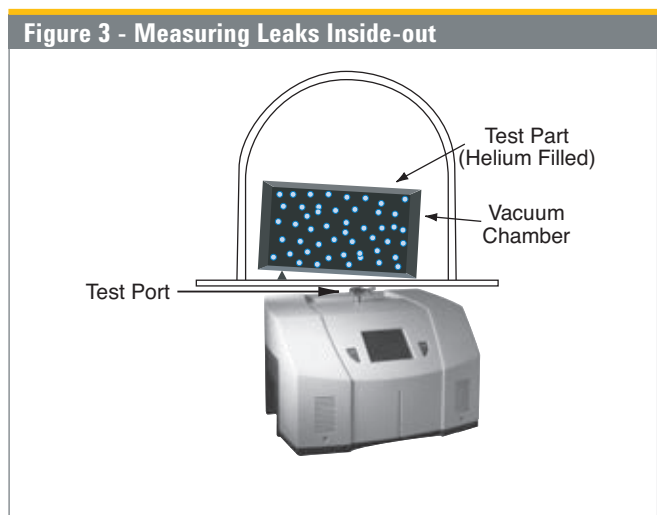 Figure 3 - Measuring Leaks Inside-out
Test Part
(Helium Filled)
Vacuum
Chamber
Test Port